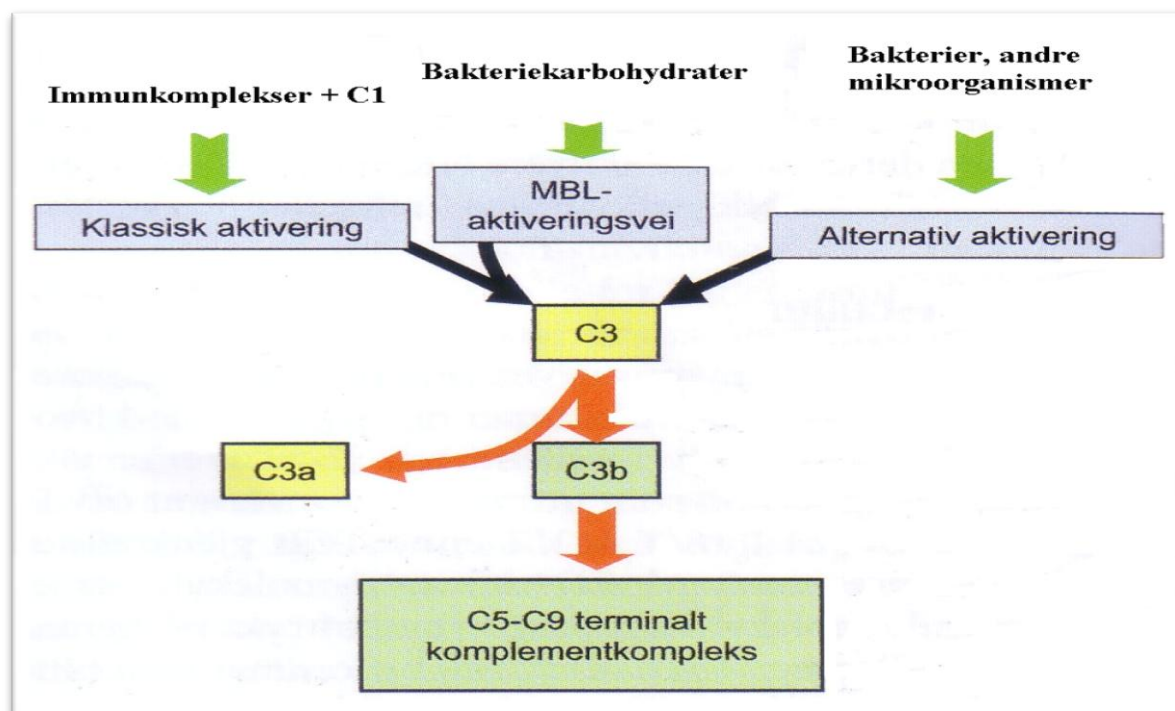 Immunkomplekser + C1
Bakteriekarbohydrater
Bakterier, andre
mikroorganismer
Klassisk aktivering
MBL-
aktiveringsvei
Alternativ aktivering
C3
C3a
C3b
C5-C9 terminalt
komplementkompleks